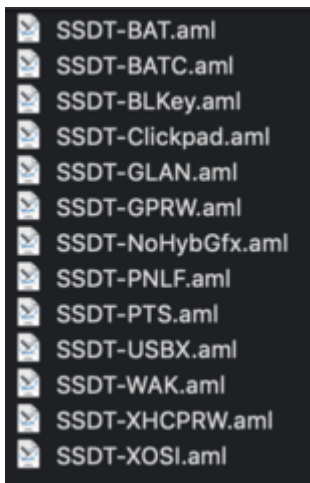 SSDT-BAT.aml
SSDT-BATC.aml
SSDT-BLKey.aml
SSDT-Clickpad.aml
SSDT-GLAN.aml
SSDT-GPRW.aml
SSDT-NoHybGfx.aml
SSDT-PNLF.aml
SSDT-PTS.aml
SSDT-USBX.aml
SSDT-WAK.aml
SSDT-XHCPRW.aml
SSDT-XOSI.aml